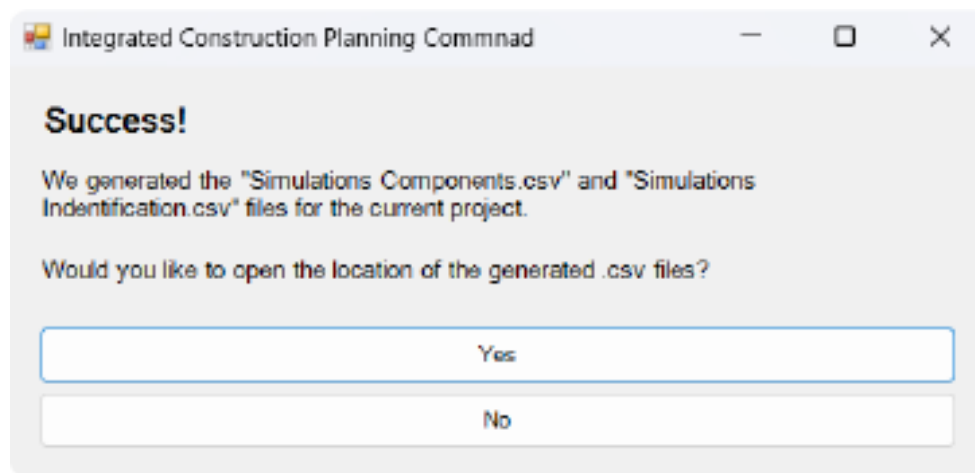 Integrated Construction Planning Commnad
Success!
We generated the "Simulations Components.csv" and "Simulations
Indentification.csv" files for the current project.
Would you like to open the location of the generated .csv files?
Yes
No